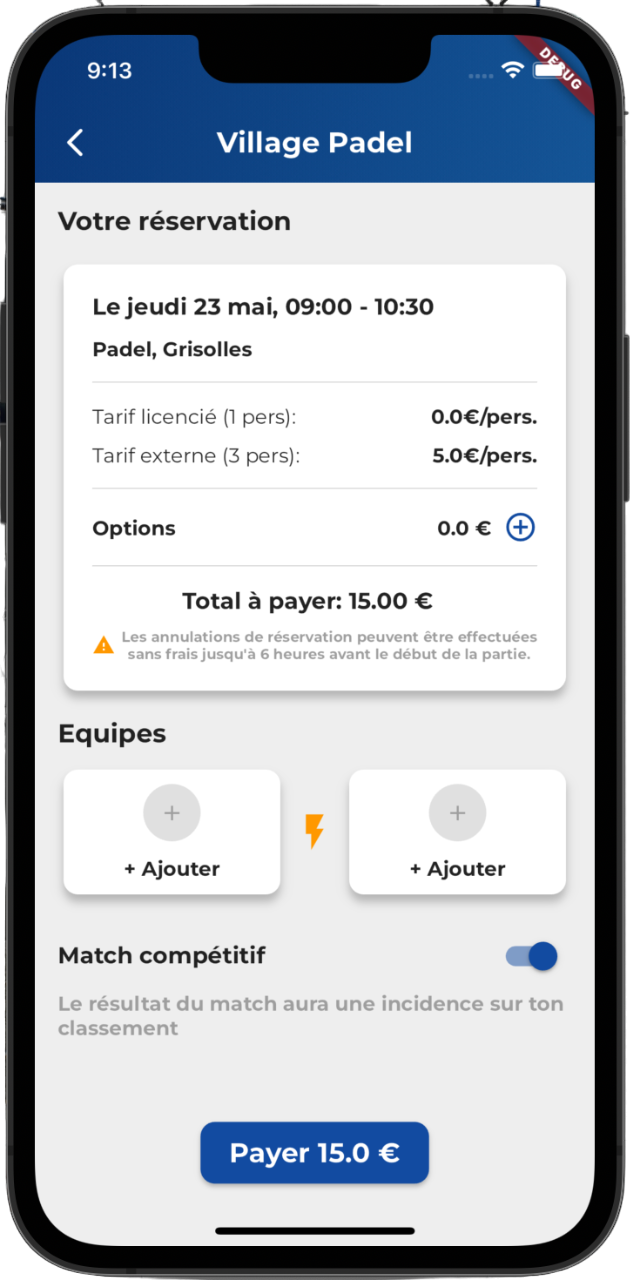 9:13
DEBUG
Village Padel
Votre réservation
Le jeudi 23 mai, 09:00 - 10:30
Padel, Grisolles
Tarif licencié (1 pers): 0.0€/pers.
Tarif externe (3 pers): 5.0€/pers.
Options 0.0 €
Total à payer: 15.00 €
Les annulations de réservation peuvent être effectuées
sans frais jusqu'à 6 heures avant le début de la partie.
Equipes
+ Ajouter + Ajouter
Match compétitif
Le résultat du match aura une incidence sur ton
classement
Payer 15.0 €